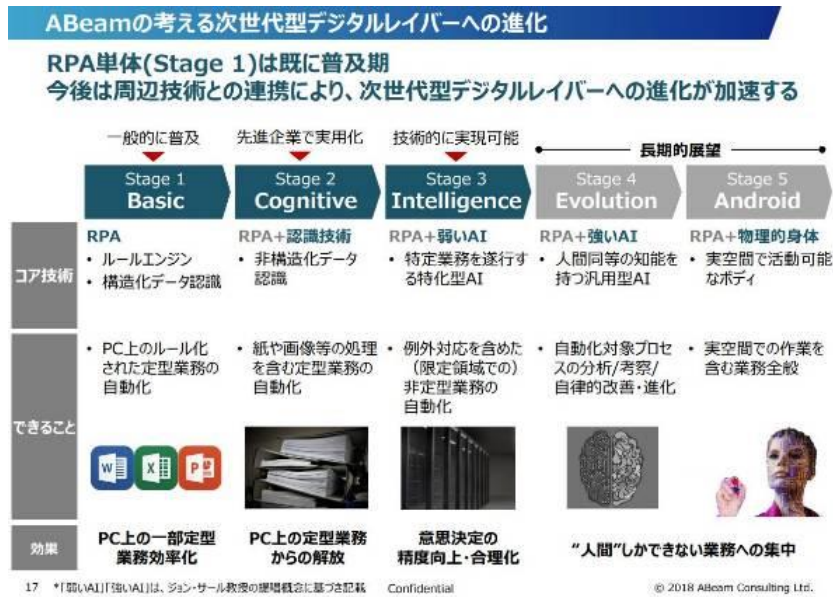 ABeamの考える次世代型デジタルレイバーへの進化
RPA単体(Stage 1)は既に普及期
今後は周辺技術との連携により、次世代型デジタルレイバーへの進化が加速する
一般的に普及
先進企業で実用化
技術的に実現可能
長期的展望
Stage 1
Basic
Stage 2
Cognitive
Stage 3
Intelligence
Stage 4
Evolution
Stage 5
Android
コア技術
RPA
• ルールエンジン
• 構造化データ認識
RPA+認識技術
• 非構造化データ
認識
RPA+弱いAI
• 特定業務を遂行す
る特化型AI
RPA+強いAI
• 人間同等の知能を
持つ汎用型AI
RPA+物理的身体
• 実空間で活動可能
なボディ
できること
• PC上のルール化
された定型業務の
自動化
• 紙や画像等の処理
を含む定型業務の
自動化
• 例外対応を含めた
(限定領域での)
非定型業務の
自動化
• 自動化対象プロセ
スの分析/考察/
自律的改善・進化
• 実空間での作業を
含む業務全般
W
X
P
効果
PC上の一部定型
業務効率化
PC上の定型業務
からの解放
意思決定の
精度向上・合理化
“人間”しかできない業務への集中
17 *「弱いAI」「強いAI」は、ジョン・サール教授の提唱概念に基づき記載 Confidential
© 2018 ABeam Consulting Ltd.